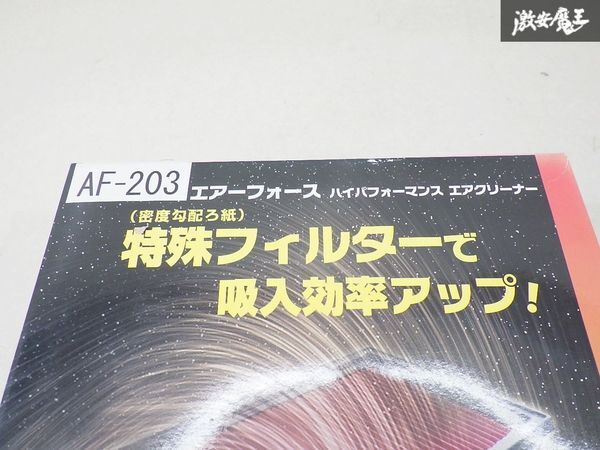 激安魔王
AF-203 エアーフォース ハイパフォーマンス エアクリーナー
(密度勾配ろ紙)
特殊フィルターで
吸入効率アップ!